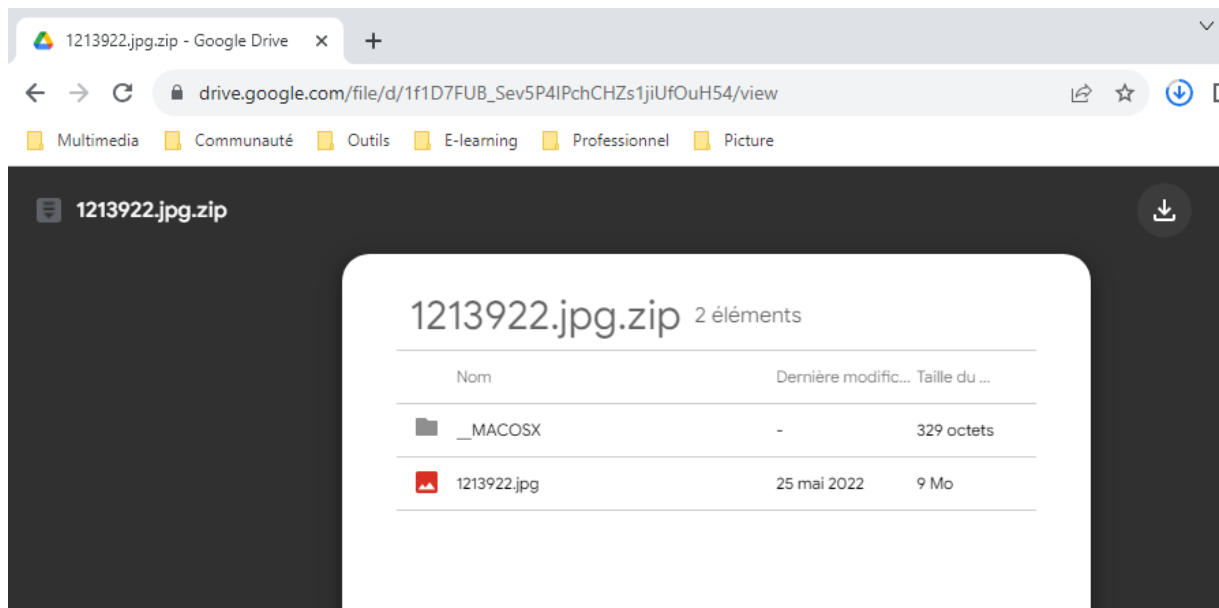 1213922.jpg.zip - Google Drive
drive.google.com/file/d/1f1D7FUB_Sev5P4IPchCHZs1jiUfOuH54/view
Multimedia Communauté Outils E-learning Professionnel Picture
1213922.jpg.zip
1213922.jpg.zip 2 éléments
Nom Dernière modific... Taille du ...
__MACOSX - 329 octets
1213922.jpg 25 mai 2022 9 Mo